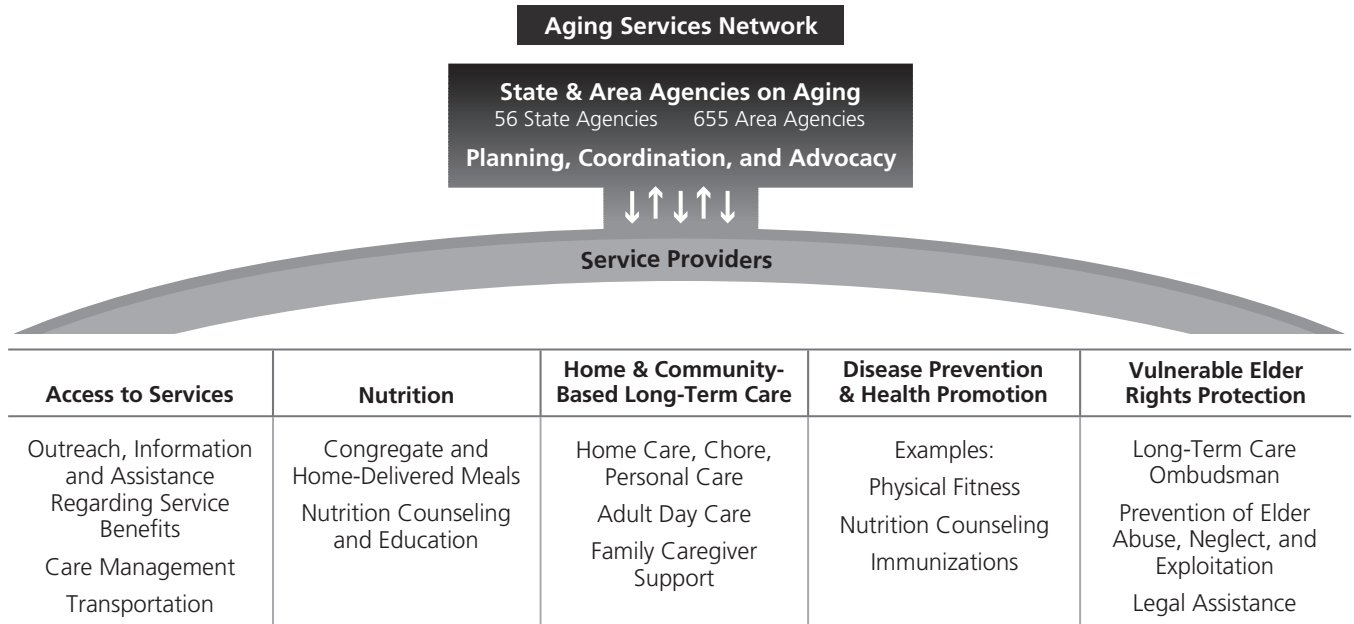 Aging Services Network
State & Area Agencies on Aging
56 State Agencies 655 Area Agencies
Planning, Coordination, and Advocacy
Service Providers
Access to Services
Outreach, Information
and Assistance
Regarding Service
Benefits
Care Management
Transportation
Nutrition
Congregate and
Home-Delivered Meals
Nutrition Counseling
and Education
Home & Community-
Based Long-Term Care
Home Care, Chore,
Personal Care
Adult Day Care
Family Caregiver
Support
Disease Prevention
& Health Promotion
Examples:
Physical Fitness
Nutrition Counseling
Immunizations
Vulnerable Elder
Rights Protection
Long-Term Care
Ombudsman
Prevention of Elder
Abuse, Neglect, and
Exploitation
Legal Assistance